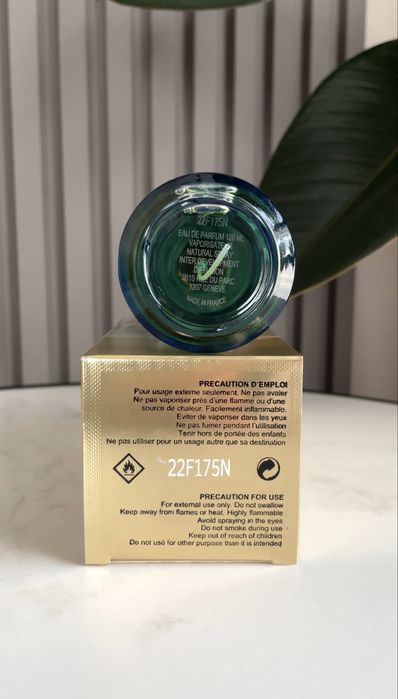 22F175N
EAU DE PARFUM 120 ML
VAPORISATEUR
NATURAL SPRAY
INTER DEVELOPMENT
RUE DU PARC
1207 GENEVE
MADE IN FRANCE
PRECAUTION D'EMPLOI
Pour usage externe seulement. Ne pas avaler
Ne pas vaporiser près d'une flamme ou d'une
source de chaleur. Facilement inflammable.
Eviter de vaporiser dans les yeux
Ne pas fumer pendant l'utilisation
Tenir hors de portée des enfants
Ne pas utiliser pour un usage autre que sa destination
22F175N
PRECAUTION FOR USE
For external use only. Do not swallow
Keep away from flames or heat. Highly flammable
Avoid spraying in the eyes
Do not smoke during use
Keep out of reach of children
Do not use for other purpose than it is intended